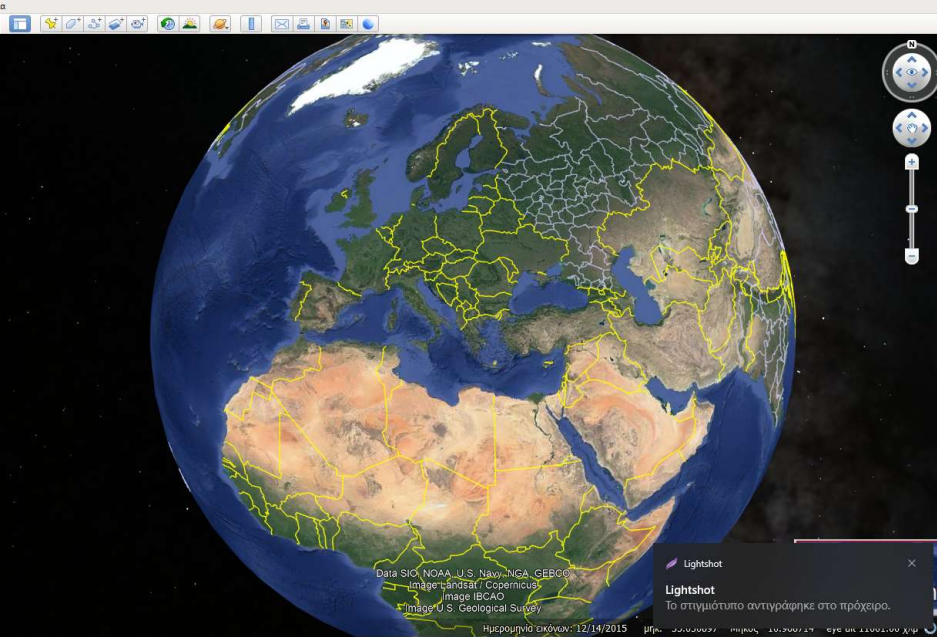 α
N
Data SIO, NOAA, U.S. Navy, NGA, GEBCO
Image Landsat / Copernicus
Image IBCAO
Image U.S. Geological Survey
Ημερομηνία εικόνων: 12/14/2015
Lightshot
Lightshot
Το στιγμιότυπο αντιγράφηκε στο πρόχειρο.